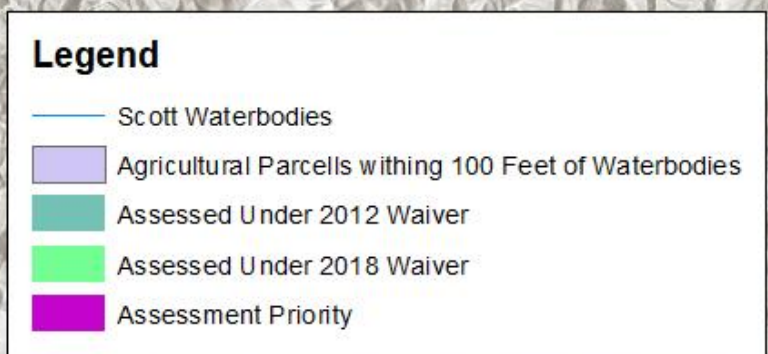 Legend
Scott Waterbodies
Agricultural Parcells withing 100 Feet of Waterbodies
Assessed Under 2012 Waiver
Assessed Under 2018 Waiver
Assessment Priority